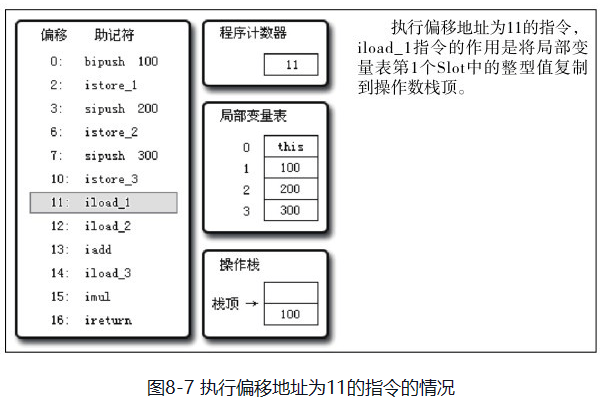 偏移 助记符
0: bipush 100
2: istore_1
3: sipush 200
6: istore_2
7: sipush 300
10: istore_3
11: iload_1
12: iload_2
13: iadd
14: iload_3
15: imul
16: ireturn
程序计数器
11
局部变量表
0 this
1 100
2 200
3 300
操作栈
栈顶 →
100
执行偏移地址为11的指令，
iload_1指令的作用是将局部变
量表第1个Slot中的整型值复制
到操作数栈顶。
图8-7 执行偏移地址为11的指令的情况